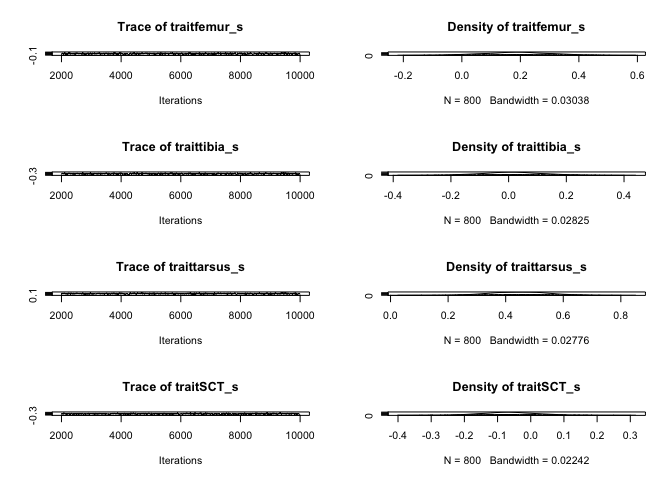 Trace of traitfemur_s
-0.1
2000 4000 6000 8000 10000
Iterations
Density of traitfemur_s
0
-0.2 0.0 0.2 0.4 0.6
N = 800 Bandwidth = 0.03038
Trace of traittibia_s
-0.3
2000 4000 6000 8000 10000
Iterations
Density of traittibia_s
0
-0.4 -0.2 0.0 0.2 0.4
N = 800 Bandwidth = 0.02825
Trace of traittarsus_s
0.1
2000 4000 6000 8000 10000
Iterations
Density of traittarsus_s
0
0.0 0.2 0.4 0.6 0.8
N = 800 Bandwidth = 0.02776
Trace of traitSCT_s
-0.3
2000 4000 6000 8000 10000
Iterations
Density of traitSCT_s
0
-0.4 -0.3 -0.2 -0.1 0.0 0.1 0.2 0.3
N = 800 Bandwidth = 0.02242